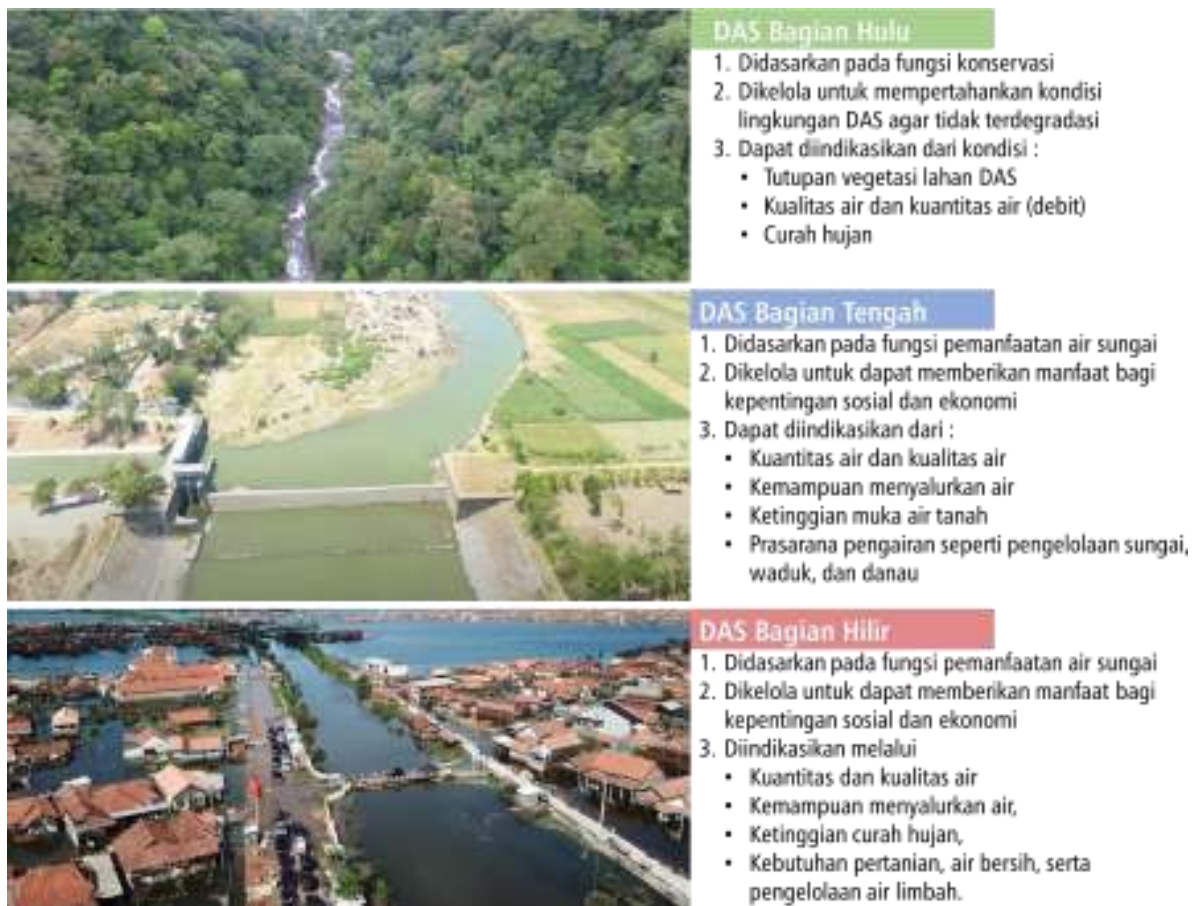 DAS Bagian Hulu
1. Didasarkan pada fungsi konservasi
2. Dikelola untuk mempertahankan kondisi
lingkungan DAS agar tidak terdegradasi
3. Dapat diindikasikan dari kondisi :
• Tutupan vegetasi lahan DAS
• Kualitas air dan kuantitas air (debit)
• Curah hujan
DAS Bagian Tengah
1. Didasarkan pada fungsi pemanfaatan air sungai
2. Dikelola untuk dapat memberikan manfaat bagi
kepentingan sosial dan ekonomi
3. Dapat diindikasikan dari :
• Kuantitas air dan kualitas air
• Kemampuan menyalurkan air
• Ketinggian muka air tanah
• Prasarana pengairan seperti pengelolaan sungai,
waduk, dan danau
DAS Bagian Hilir
1. Didasarkan pada fungsi pemanfaatan air sungai
2. Dikelola untuk dapat memberikan manfaat bagi
kepentingan sosial dan ekonomi
3. Diindikasikan melalui
• Kuantitas dan kualitas air
• Kemampuan menyalurkan air,
• Ketinggian curah hujan,
• Kebutuhan pertanian, air bersih, serta
pengelolaan air limbah.